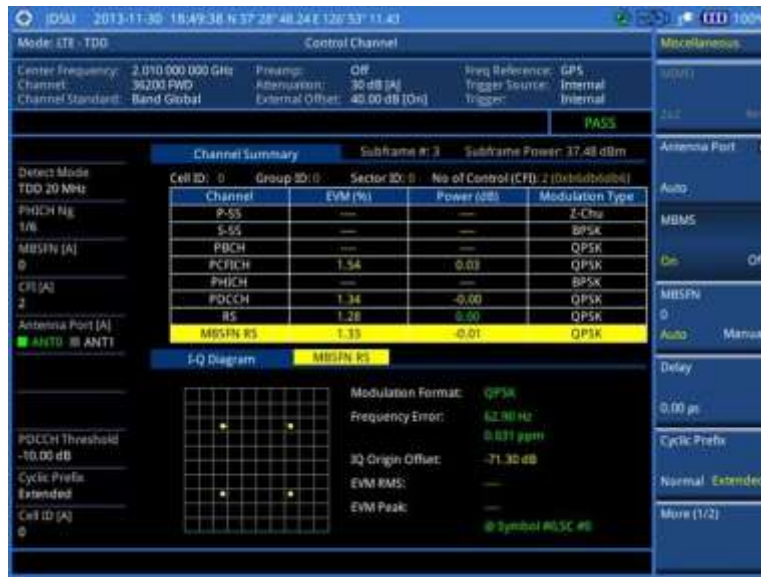 JDSU 2013-11-30 18:49:38 N 37° 28' 48.24 E 126° 53' 11.43 100%
Mode: LTE - TDD Control Channel Miscellaneous
Center Frequency: 2.010 000 000 GHz Preamp: Off Freq Reference: GPS
Channel: 36200 FWD Attenuation: 30 dB [A] Trigger Source: Internal
Channel Standard: Band Global External Offset: 40.00 dB [On] Trigger: Internal
PASS
Channel Summary Subframe #: 3 Subframe Power: 37.48 dBm
Cell ID: 0 Group ID: 0 Sector ID: 0 No of Control (CFI): 2
Detect Mode
TDD 20 MHz
PHICH Ng
1/6
MBSFN [A]
0
CFI [A]
2
Antenna Port [A]
ANT0 ANT1
Channel EVM (%) Power (dB) Modulation Type
P-SS ---- ---- Z-Chu
S-SS ---- ---- BPSK
PBCH ---- ---- QPSK
PCFICH 1.54 0.03 QPSK
PHICH ---- ---- BPSK
PDCCH 1.34 -0.00 QPSK
RS 1.28 0.00 QPSK
MBSFN RS 1.33 -0.01 QPSK
I-Q Diagram MBSFN RS
Modulation Format: QPSK
Frequency Error: 62.90 Hz
0.031 ppm
IQ Origin Offset: -71.30 dB
EVM RMS: ----
EVM Peak: ----
@ Symbol #0,SC #0
PDCCH Threshold
-10.00 dB
Cyclic Prefix
Extended
Cell ID [A]
0
MIMO
2x2
Antenna Port
Auto
MBMS
On Off
MBSFN
0
Auto Manual
Delay
0.00 µs
Cyclic Prefix
Normal Extended
More (1/2)